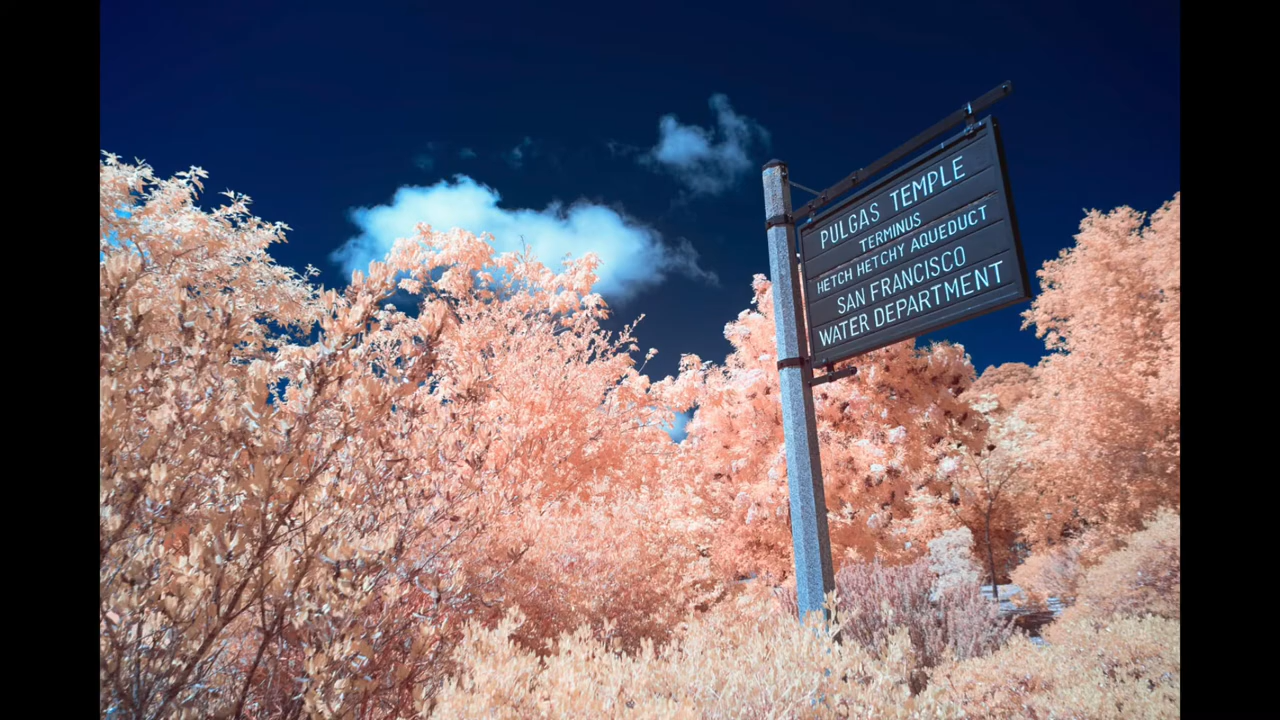 PULGAS TEMPLE
TERMINUS
HETCH HETCHY AQUEDUCT
SAN FRANCISCO
WATER DEPARTMENT